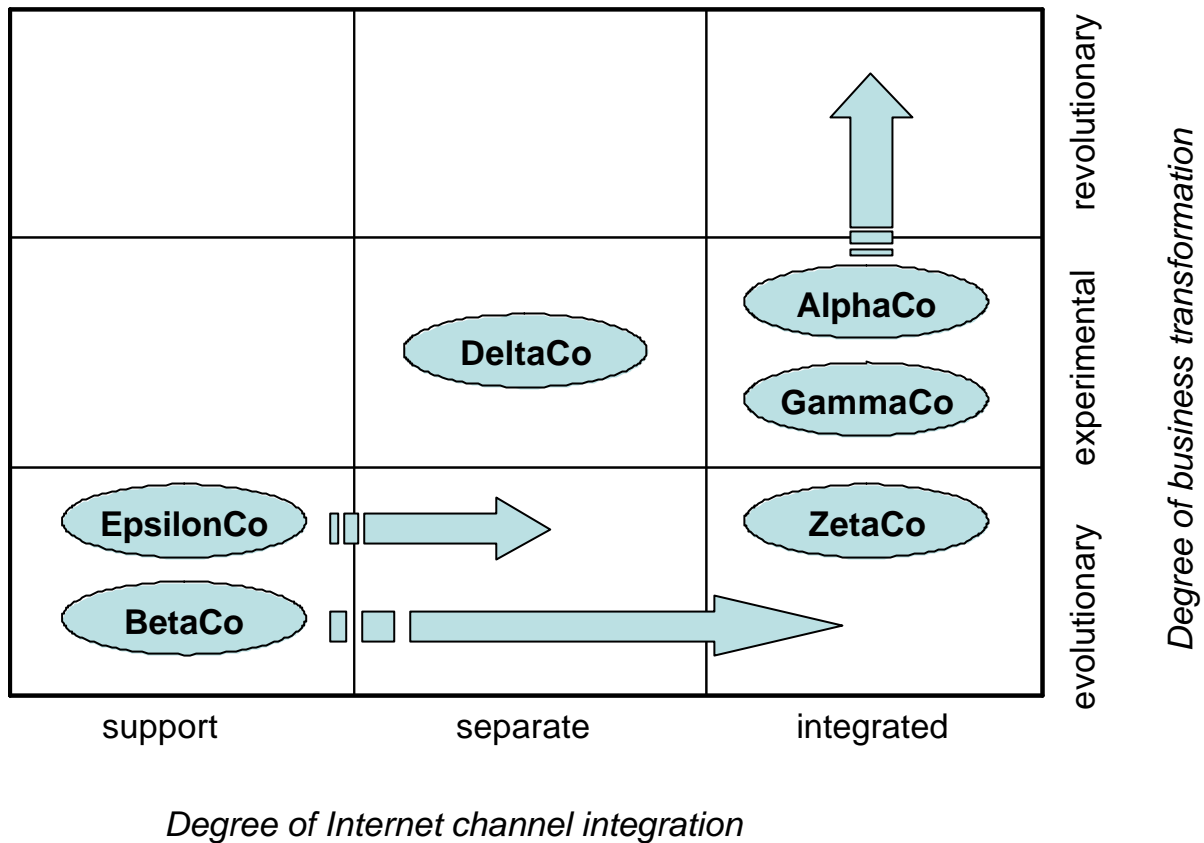 revolutionary
AlphaCo
DeltaCo
GammaCo
experimental
EpsilonCo
ZetaCo
BetaCo
evolutionary
Degree of business transformation
support
separate
integrated
Degree of Internet channel integration